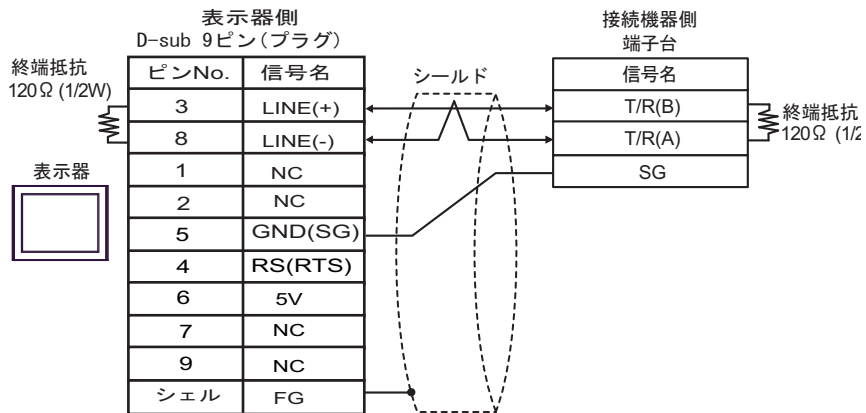 表示器側
D-sub 9ピン(プラグ)
接続機器側
端子台
終端抵抗
120Ω (1/2W)
ピンNo. 信号名
シールド
信号名
3 LINE(+)
T/R(B)
8 LINE(-)
T/R(A)
終端抵抗
120Ω (1/2
表示器
1 NC
SG
2 NC
5 GND(SG)
4 RS(RTS)
6 5V
7 NC
9 NC
シェル FG